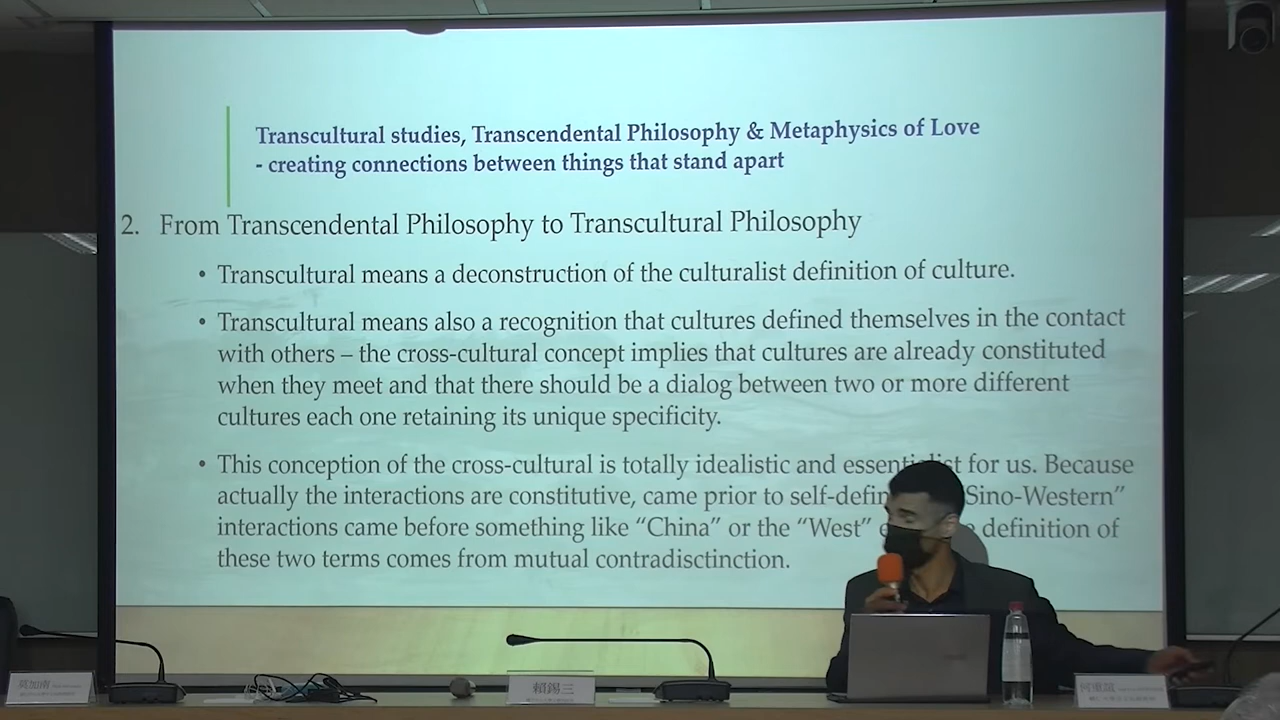 Transcultural studies, Transcendental Philosophy & Metaphysics of Love
- creating connections between things that stand apart
2. From Transcendental Philosophy to Transcultural Philosophy
• Transcultural means a deconstruction of the culturalist definition of culture.
• Transcultural means also a recognition that cultures defined themselves in the contact
with others – the cross-cultural concept implies that cultures are already constituted
when they meet and that there should be a dialog between two or more different
cultures each one retaining its unique specificity.
• This conception of the cross-cultural is totally idealistic and essentialist for us. Because
actually the interactions are constitutive, came prior to self-defin Sino-Western”
interactions came before something like “China” or the “West” definition of
these two terms comes from mutual contradisctinction.
莫加南
賴錫三